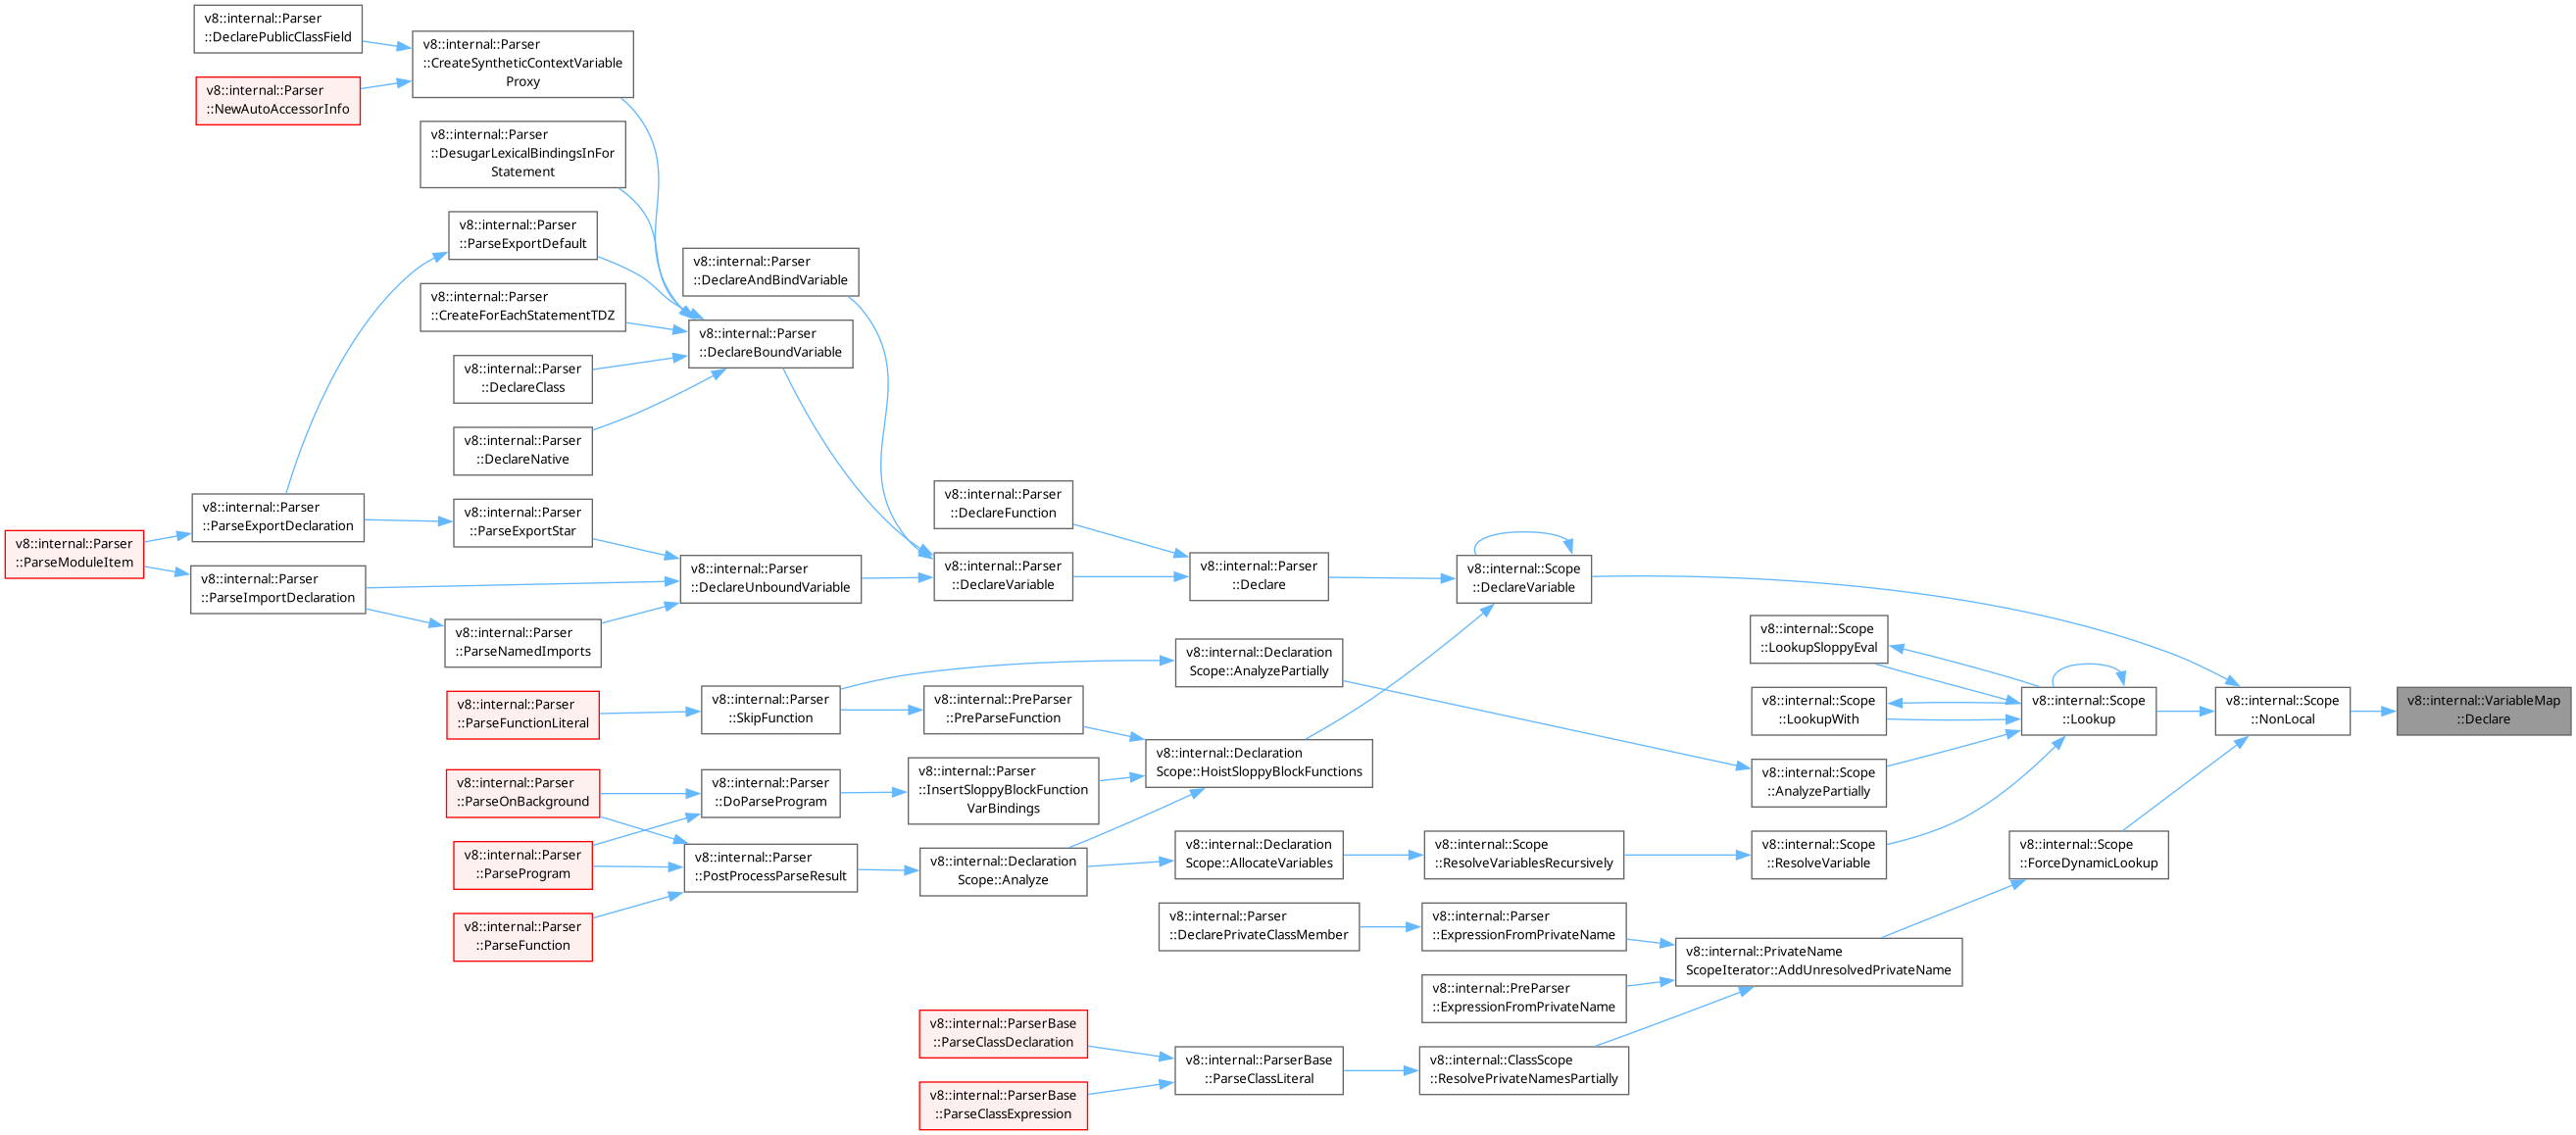 v8::internal::Parser
::DeclarePublicClassField
v8::internal::Parser
::NewAutoAccessorInfo
v8::internal::Parser
::CreateSyntheticContextVariable
Proxy
v8::internal::Parser
::DesugarLexicalBindingsInFor
Statement
v8::internal::Parser
::ParseExportDefault
v8::internal::Parser
::CreateForEachStatementTDZ
v8::internal::Parser
::DeclareClass
v8::internal::Parser
::DeclareNative
v8::internal::Parser
::DeclareAndBindVariable
v8::internal::Parser
::DeclareBoundVariable
v8::internal::Parser
::ParseModuleItem
v8::internal::Parser
::ParseExportDeclaration
v8::internal::Parser
::ParseImportDeclaration
v8::internal::Parser
::ParseExportStar
v8::internal::Parser
::ParseNamedImports
v8::internal::Parser
::DeclareUnboundVariable
v8::internal::Parser
::DeclareFunction
v8::internal::Parser
::DeclareVariable
v8::internal::Parser
::Declare
v8::internal::Scope
::DeclareVariable
v8::internal::Declaration
Scope::AnalyzePartially
v8::internal::Parser
::ParseFunctionLiteral
v8::internal::Parser
::SkipFunction
v8::internal::PreParser
::PreParseFunction
v8::internal::Declaration
Scope::HoistSloppyBlockFunctions
v8::internal::Parser
::ParseOnBackground
v8::internal::Parser
::DoParseProgram
v8::internal::Parser
::InsertSloppyBlockFunction
VarBindings
v8::internal::Parser
::ParseProgram
v8::internal::Parser
::PostProcessParseResult
v8::internal::Declaration
Scope::Analyze
v8::internal::Declaration
Scope::AllocateVariables
v8::internal::Scope
::ResolveVariablesRecursively
v8::internal::Parser
::ParseFunction
v8::internal::Scope
::LookupSloppyEval
v8::internal::Scope
::LookupWith
v8::internal::Scope
::AnalyzePartially
v8::internal::Scope
::ResolveVariable
v8::internal::Scope
::Lookup
v8::internal::Scope
::NonLocal
v8::internal::VariableMap
::Declare
v8::internal::Scope
::ForceDynamicLookup
v8::internal::Parser
::DeclarePrivateClassMember
v8::internal::Parser
::ExpressionFromPrivateName
v8::internal::PrivateName
ScopeIterator::AddUnresolvedPrivateName
v8::internal::PreParser
::ExpressionFromPrivateName
v8::internal::ParserBase
::ParseClassDeclaration
v8::internal::ParserBase
::ParseClassLiteral
v8::internal::ClassScope
::ResolvePrivateNamesPartially
v8::internal::ParserBase
::ParseClassExpression